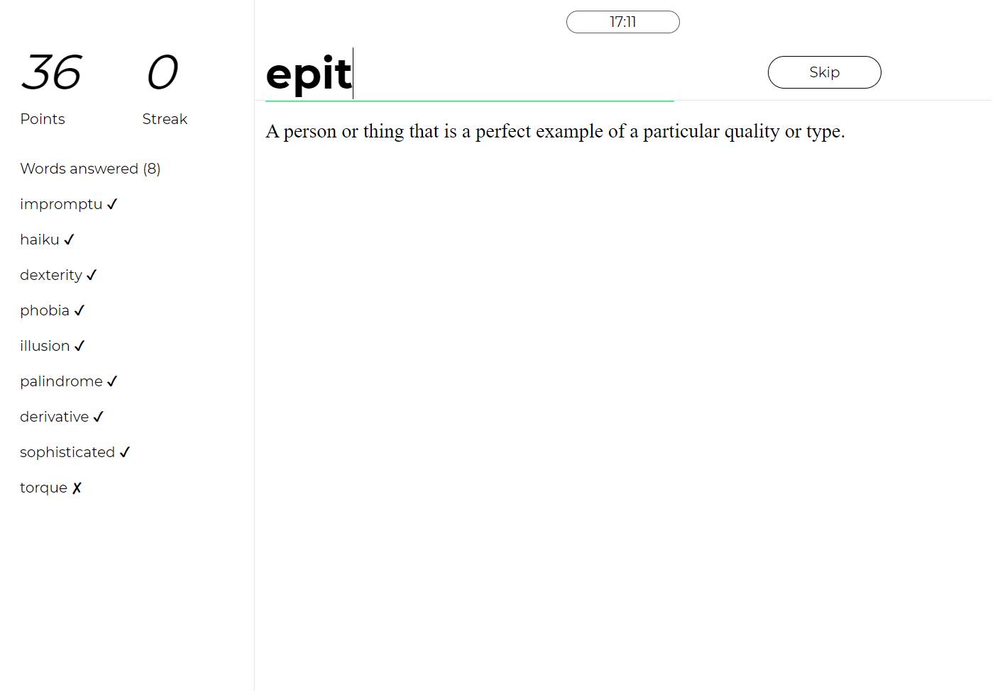 17:11
36
0
epit
Skip
Points
Streak
A person or thing that is a perfect example of a particular quality or type.
Words answered (8)
impromptu ✓
haiku ✓
dexterity ✓
phobia ✓
illusion ✓
palindrome ✓
derivative ✓
sophisticated ✓
torque ✗